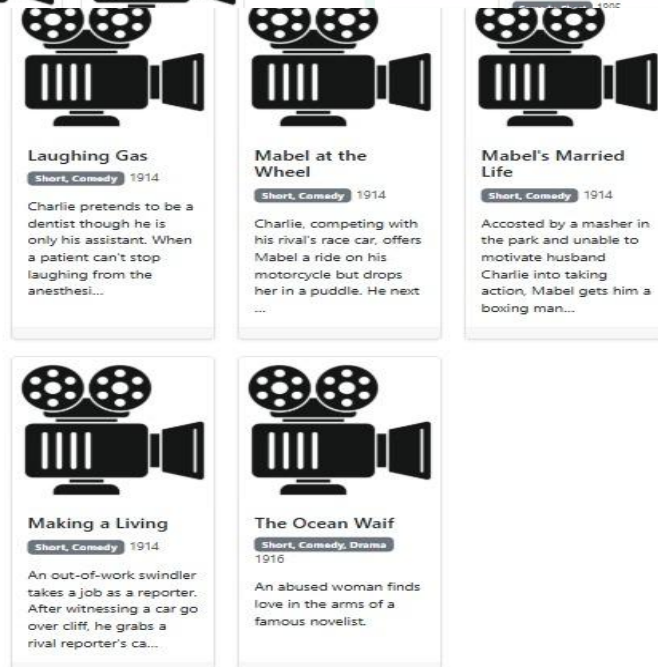 Laughing Gas
Short, Comedy 1914
Charlie pretends to be a
dentist though he is
only his assistant. When
a patient can't stop
laughing from the
anesthesi...
Mabel at the
Wheel
Short, Comedy 1914
Charlie, competing with
his rival's race car, offers
Mabel a ride on his
motorcycle but drops
her in a puddle. He next
...
Mabel's Married
Life
Short, Comedy 1914
Accosted by a masher in
the park and unable to
motivate husband
Charlie into taking
action, Mabel gets him a
boxing man...
Making a Living
Short, Comedy 1914
An out-of-work swindler
takes a job as a reporter.
After witnessing a car go
over cliff, he grabs a
rival reporter's ca...
The Ocean Waif
Short, Comedy, Drama
1916
An abused woman finds
love in the arms of a
famous novelist.